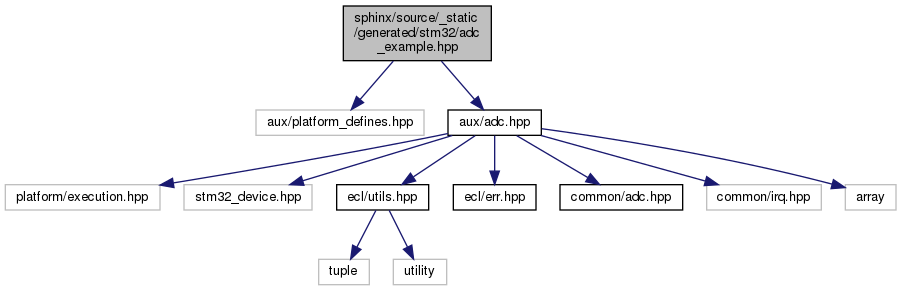 sphinx/source/_static
/generated/stm32/adc
_example.hpp
aux/platform_defines.hpp
aux/adc.hpp
platform/execution.hpp
stm32_device.hpp
ecl/utils.hpp
ecl/err.hpp
common/adc.hpp
common/irq.hpp
array
tuple
utility